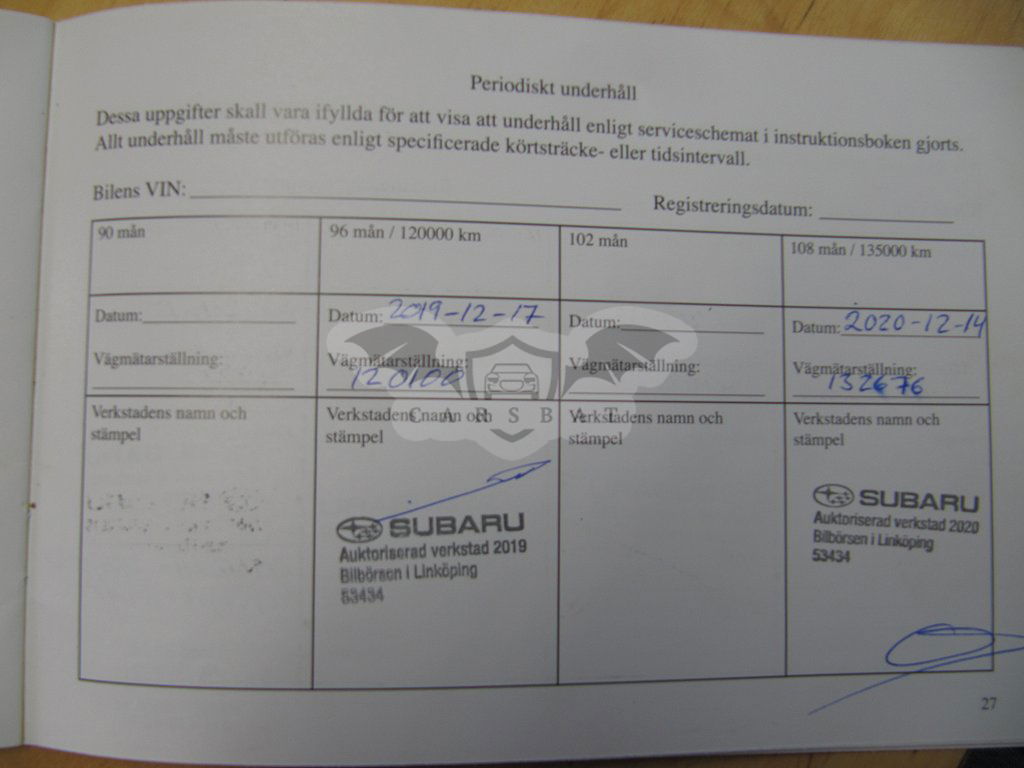 Periodiskt underhåll
Dessa uppgifter skall vara ifyllda för att visa att underhåll enligt serviceschemat i instruktionsboken gjorts.
Allt underhåll måste utföras enligt specificerade körtsträcke- eller tidsintervall.
Bilens VIN: Registreringsdatum:
90 mån 96 mån / 120000 km 102 mån 108 mån / 135000 km
Datum: Datum: 2019-12-17 Datum: Datum: 2020-12-14
Vägmätarställning: Vägmätarställning: Vägmätarställning: Vägmätarställning:
120100 132676
Verkstadens namn och Verkstadens namn och Verkstadens namn och Verkstadens namn och
stämpel stämpel stämpel stämpel
CARSBAT
SUBARU SUBARU
Auktoriserad verkstad 2019 Auktoriserad verkstad 2020
Bilbörsen i Linköping Bilbörsen i Linköping
53434 53434
27